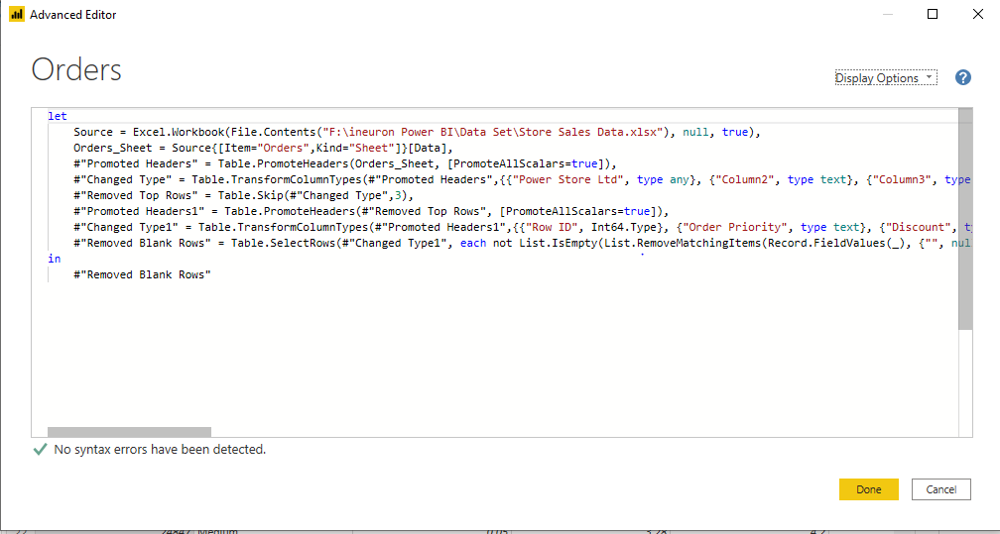 Advanced Editor
Orders
Display Options
?
let
Source = Excel.Workbook(File.Contents("F:\ineuron Power BI\Data Set\Store Sales Data.xlsx"), null, true),
Orders_Sheet = Source{[Item="Orders",Kind="Sheet"]}[Data],
#"Promoted Headers" = Table.PromoteHeaders(Orders_Sheet, [PromoteAllScalars=true]),
#"Changed Type" = Table.TransformColumnTypes(#"Promoted Headers",{{"Power Store Ltd", type any}, {"Column2", type text}, {"Column3", type
#"Removed Top Rows" = Table.Skip(#"Changed Type",3),
#"Promoted Headers1" = Table.PromoteHeaders(#"Removed Top Rows", [PromoteAllScalars=true]),
#"Changed Type1" = Table.TransformColumnTypes(#"Promoted Headers1",{{"Row ID", Int64.Type}, {"Order Priority", type text}, {"Discount", t
#"Removed Blank Rows" = Table.SelectRows(#"Changed Type1", each not List.IsEmpty(List.RemoveMatchingItems(Record.FieldValues(_), {"", nul
in
#"Removed Blank Rows"
No syntax errors have been detected.
Done
Cancel